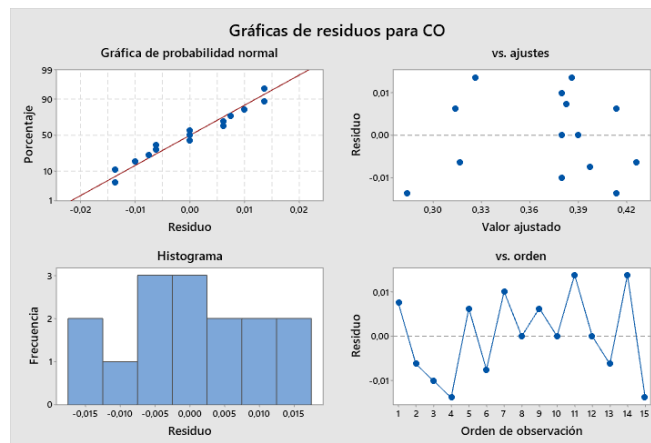 Gráficas de residuos para CO
Gráfica de probabilidad normal
99
90
50
10
1
Porcentaje
-0,02 -0,01 0,00 0,01 0,02
Residuo
vs. ajustes
0,01
0,00
-0,01
Residuo
0,30 0,33 0,36 0,39 0,42
Valor ajustado
Histograma
3
2
1
0
Frecuencia
-0,015 -0,010 -0,005 0,000 0,005 0,010 0,015
Residuo
vs. orden
0,01
0,00
-0,01
Residuo
1 2 3 4 5 6 7 8 9 10 11 12 13 14 15
Orden de observación